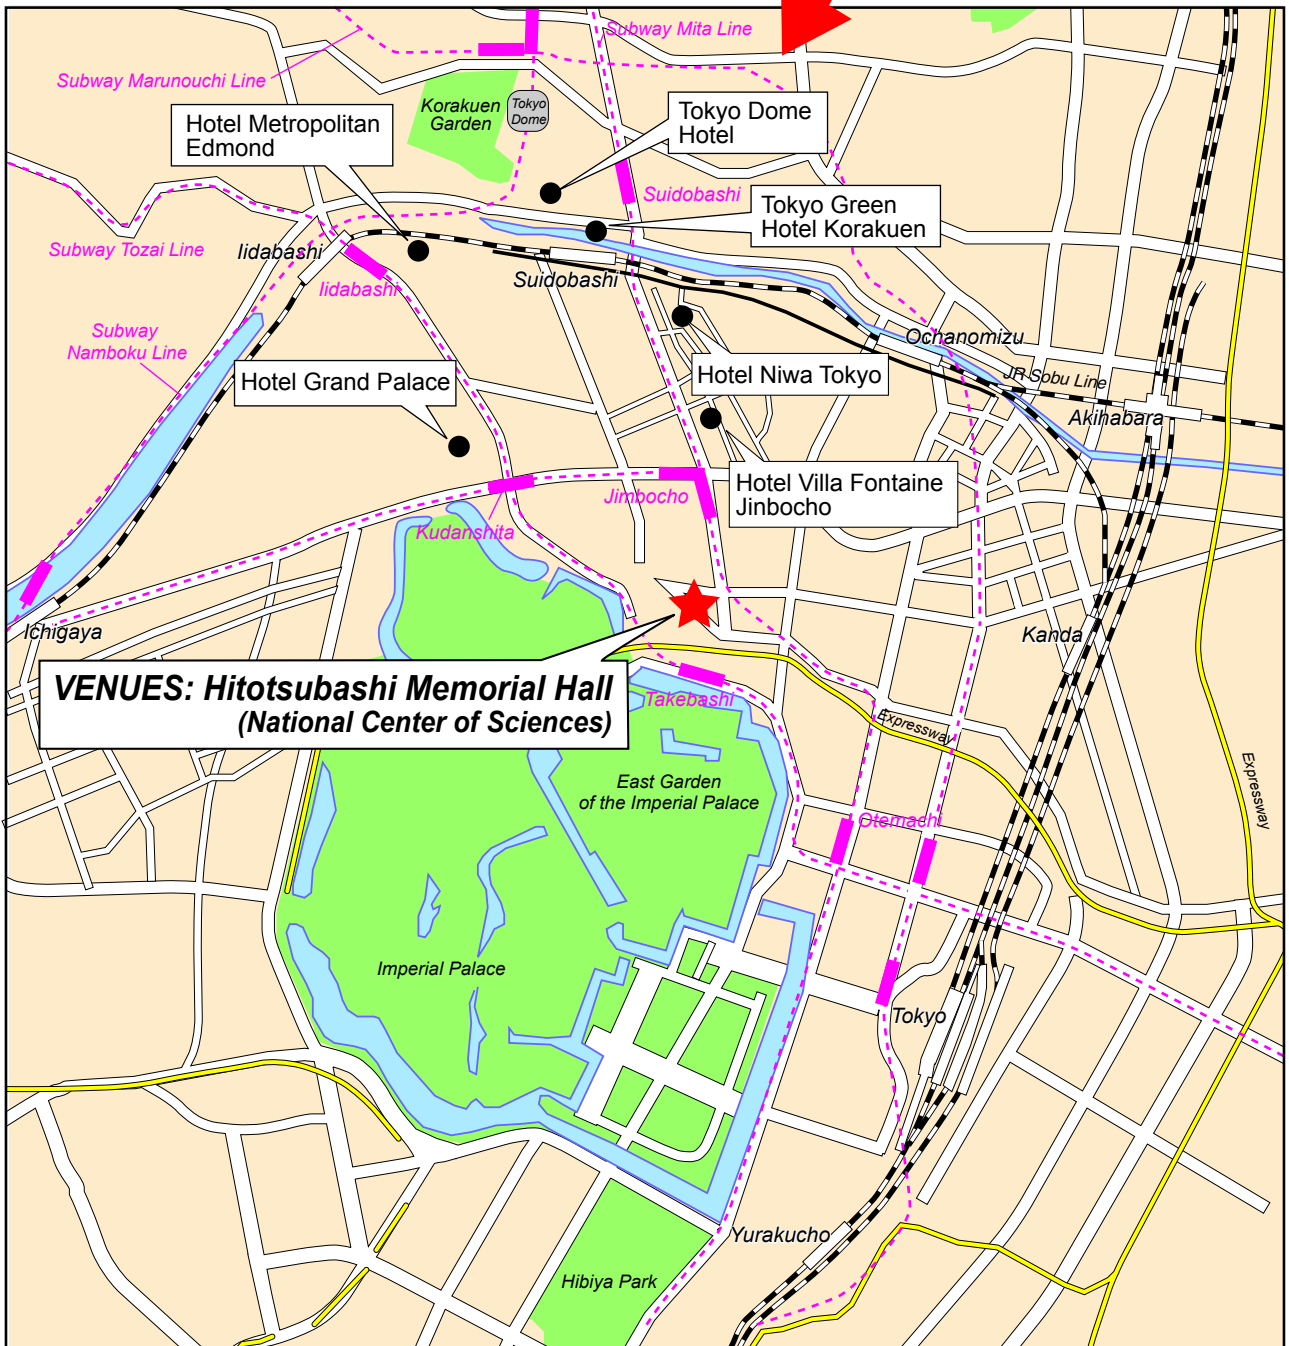 Subway Mita Line
Subway Marunouchi Line
Korakuen
Garden
Tokyo
Dome
Tokyo Dome
Hotel
Hotel Metropolitan
Edmond
Suidobashi
Tokyo Green
Hotel Korakuen
Subway Tozai Line
Iidabashi
Iidabashi
Suidobashi
Subway
Namboku Line
Ochanomizu
Hotel Grand Palace
Hotel Niwa Tokyo
JR Sobu Line
Akihabara
Hotel Villa Fontaine
Jinbocho
Jimbocho
Kudanshita
Ichigaya
Kanda
VENUES: Hitotsubashi Memorial Hall
(National Center of Sciences)
Takebashi
Expressway
Expressway
East Garden
of the Imperial Palace
Otemachi
Imperial Palace
Tokyo
Yurakucho
Hibiya Park